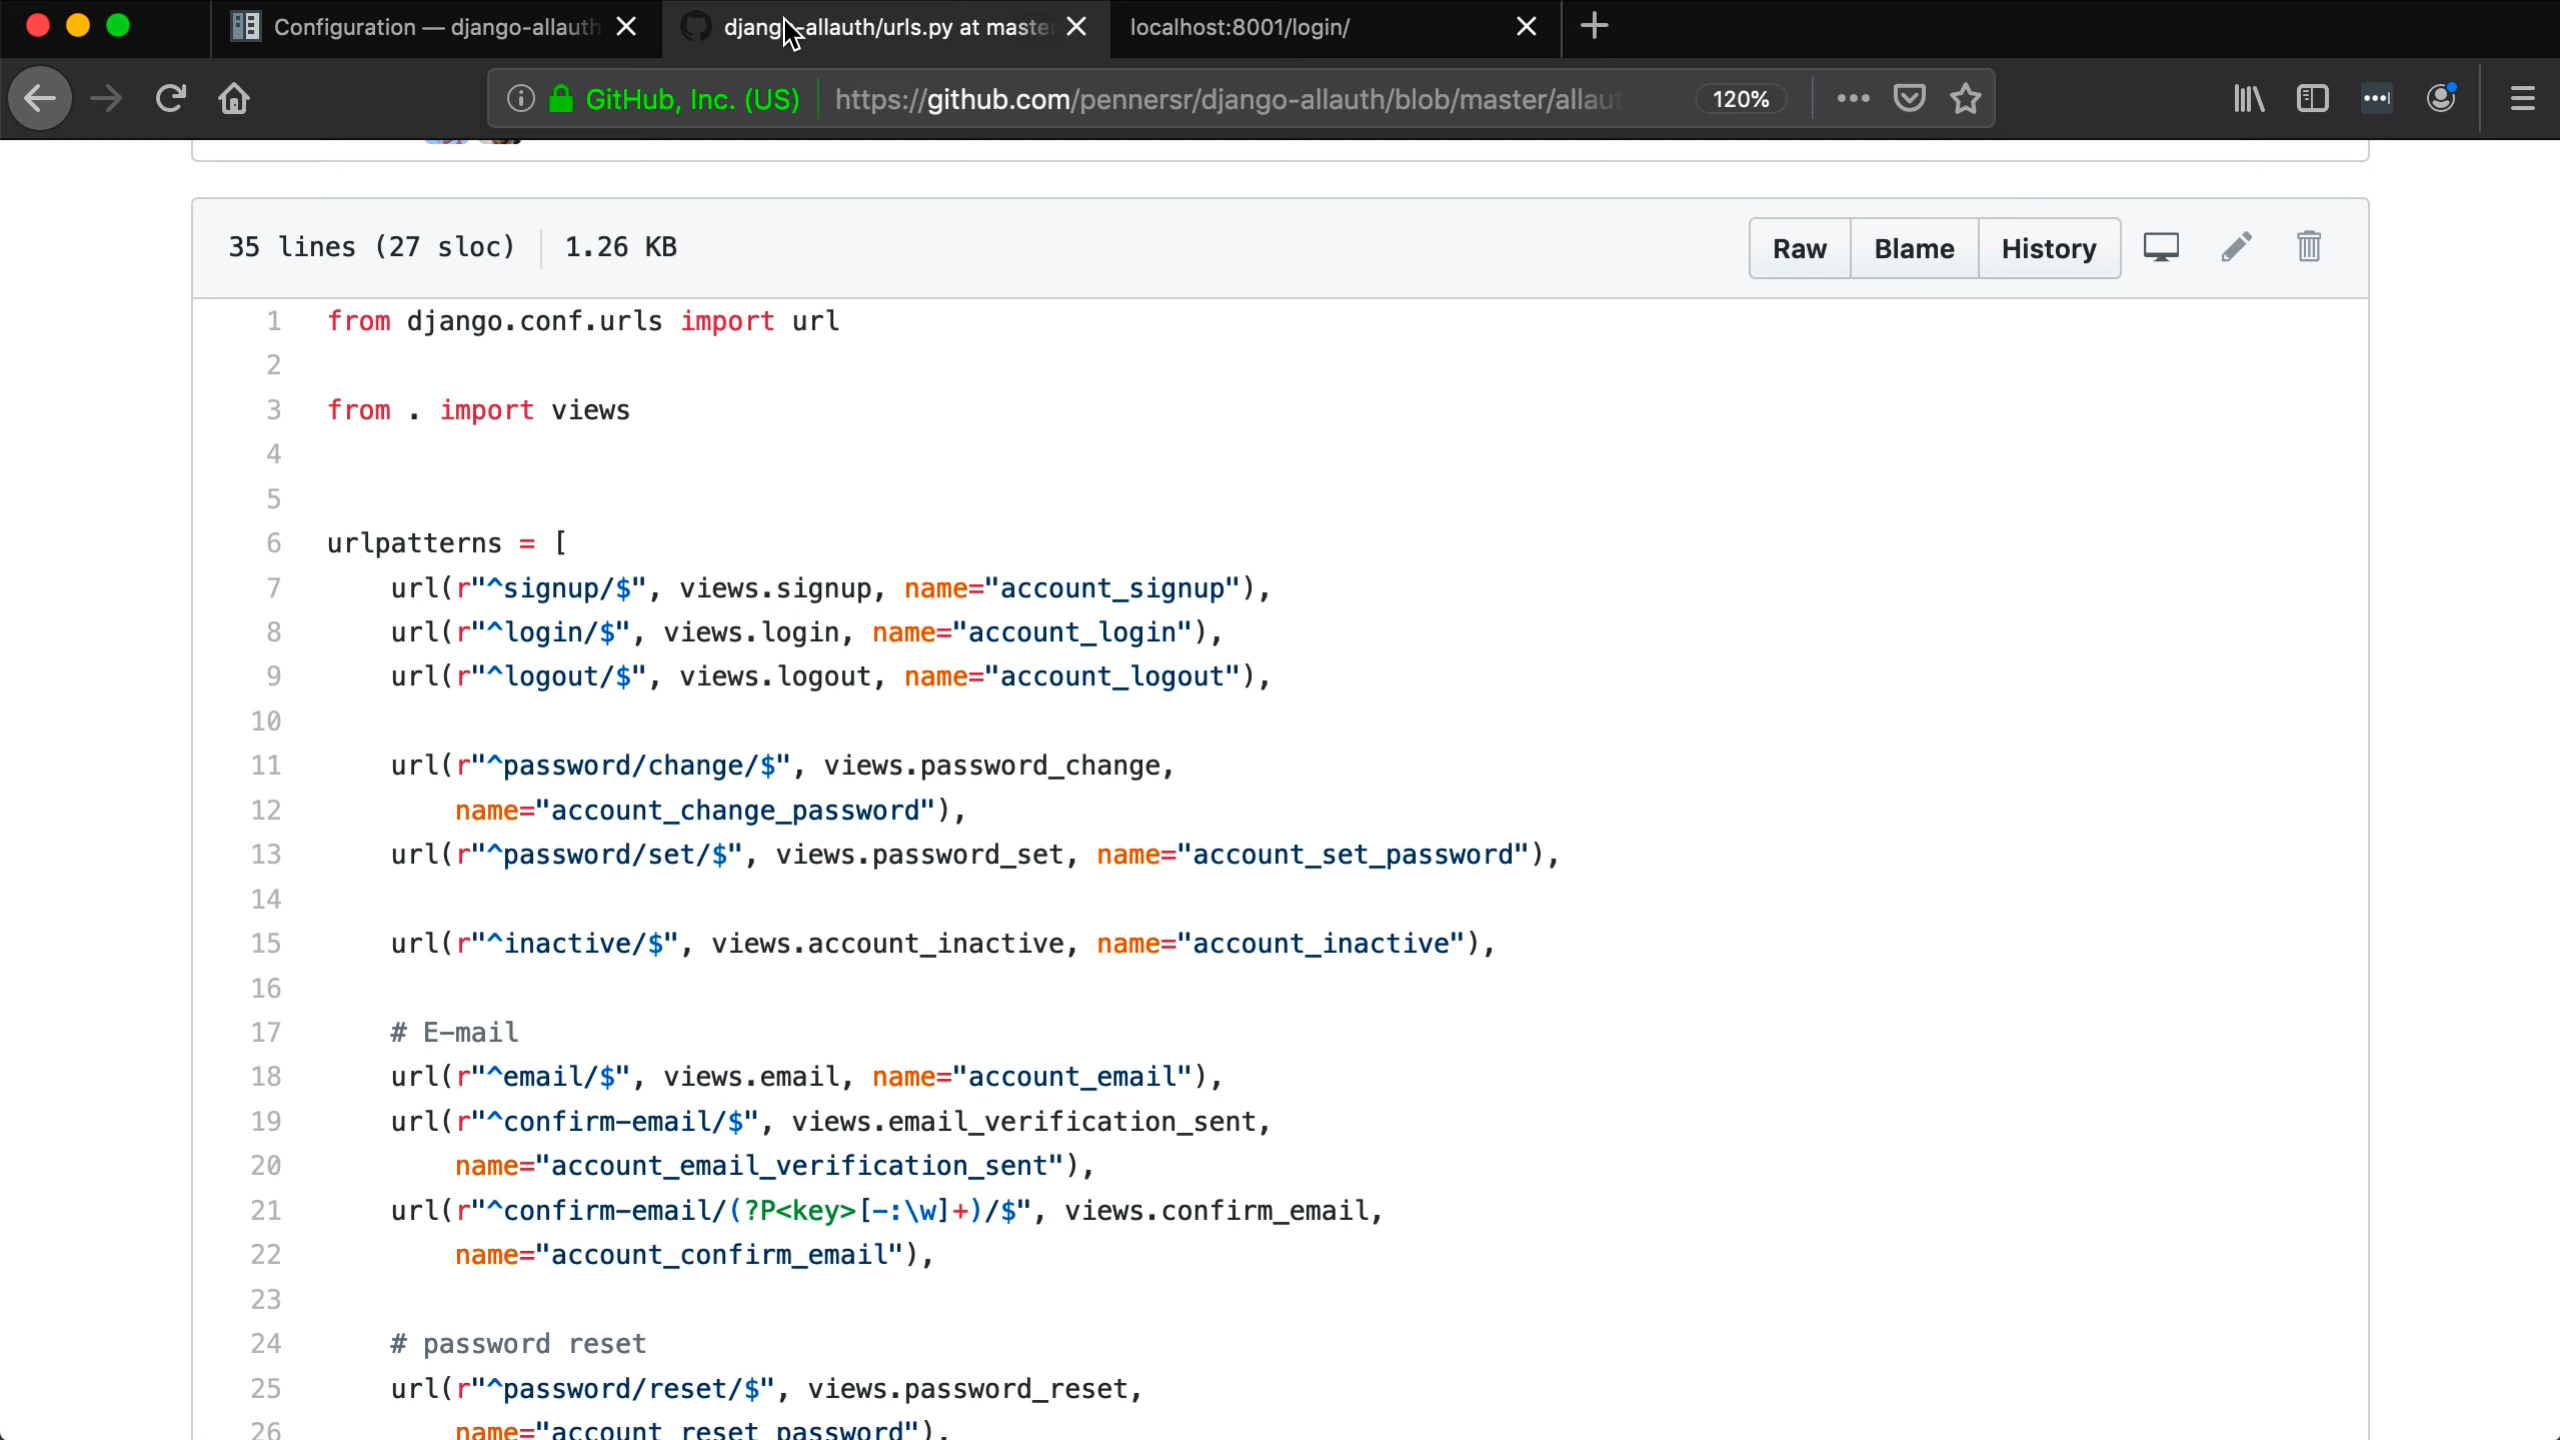 Configuration — django-allauth
django-allauth/urls.py at master
localhost:8001/login/
GitHub, Inc. (US)
https://github.com/pennersr/django-allauth/blob/master/allaut
120%
35 lines (27 sloc)
1.26 KB
Raw
Blame
History
1 from django.conf.urls import url
2
3 from . import views
4
5
6 urlpatterns = [
7 url(r"^signup/$", views.signup, name="account_signup"),
8 url(r"^login/$", views.login, name="account_login"),
9 url(r"^logout/$", views.logout, name="account_logout"),
10
11 url(r"^password/change/$", views.password_change,
12 name="account_change_password"),
13 url(r"^password/set/$", views.password_set, name="account_set_password"),
14
15 url(r"^inactive/$", views.account_inactive, name="account_inactive"),
16
17 # E-mail
18 url(r"^email/$", views.email, name="account_email"),
19 url(r"^confirm-email/$", views.email_verification_sent,
20 name="account_email_verification_sent"),
21 url(r"^confirm-email/(?P<key>[-:\w]+)/$", views.confirm_email,
22 name="account_confirm_email"),
23
24 # password reset
25 url(r"^password/reset/$", views.password_reset,
26 name="account_reset_password"),